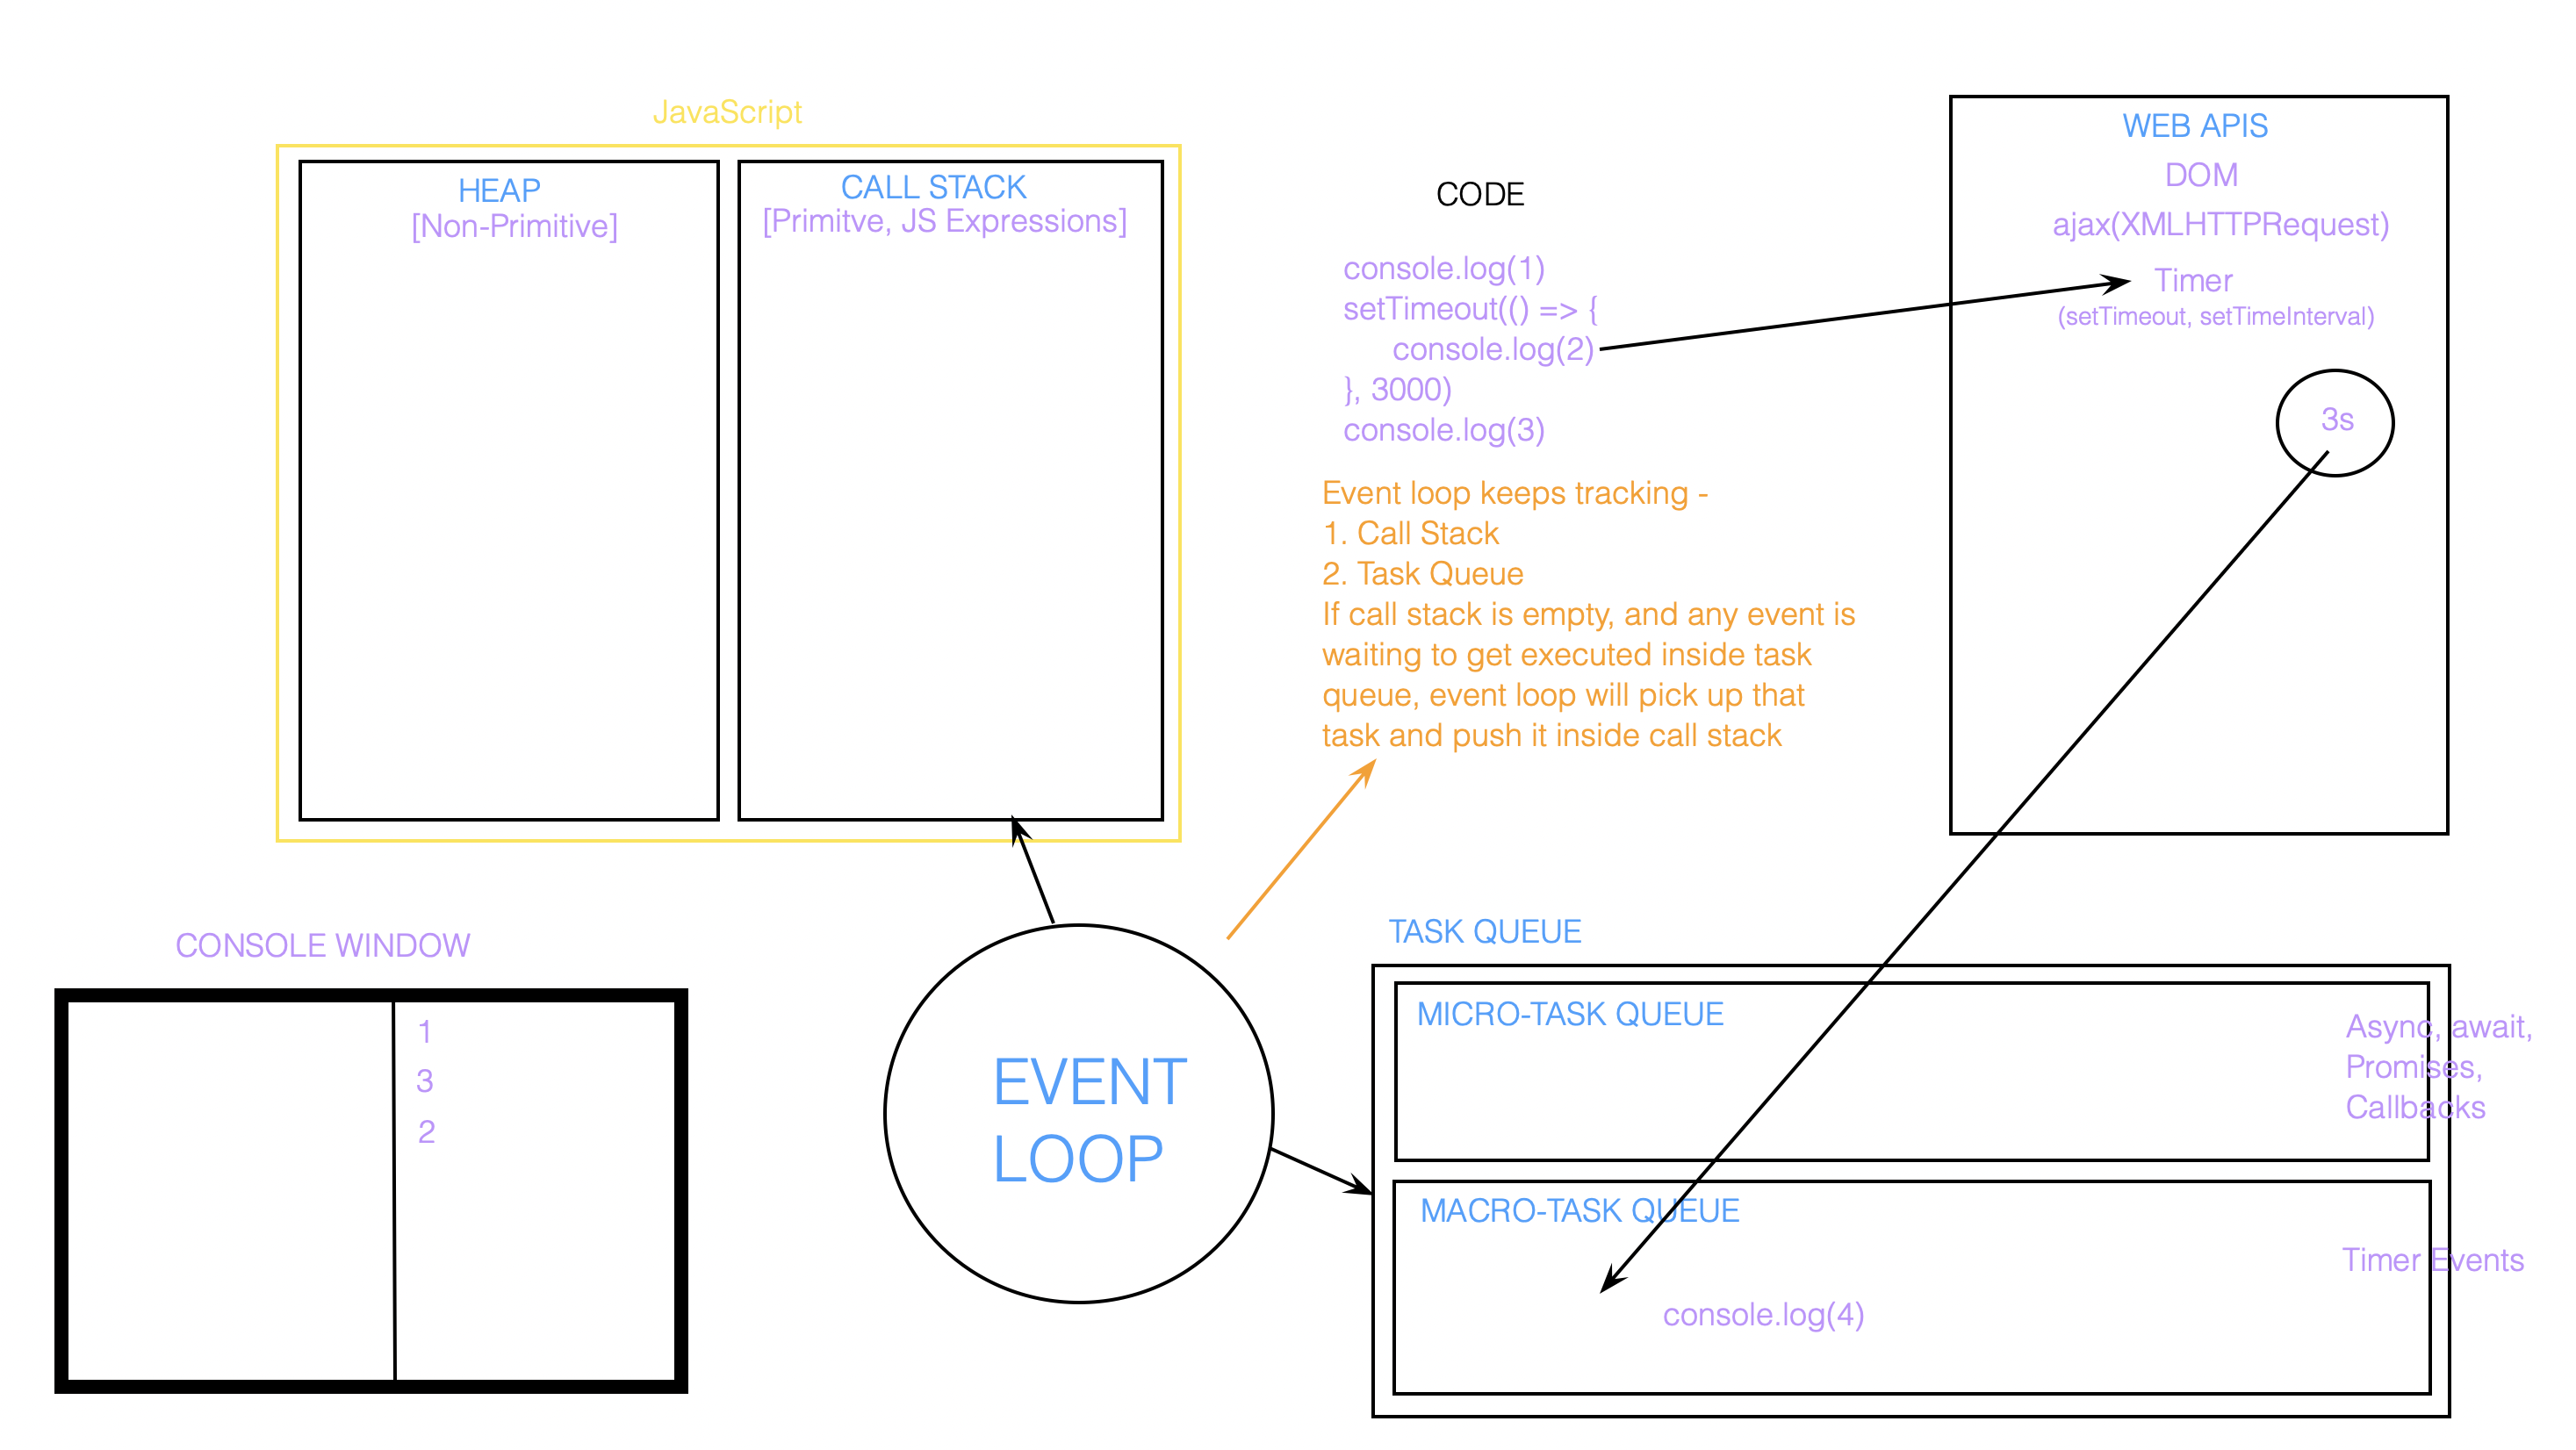 JavaScript
HEAP
[Non-Primitive]
CALL STACK
[Primitve, JS Expressions]
CODE
console.log(1)
setTimeout(() => {
console.log(2)
}, 3000)
console.log(3)
Event loop keeps tracking -
1. Call Stack
2. Task Queue
If call stack is empty, and any event is
waiting to get executed inside task
queue, event loop will pick up that
task and push it inside call stack
WEB APIS
DOM
ajax(XMLHTTPRequest)
Timer
(setTimeout, setTimeInterval)
3s
CONSOLE WINDOW
1
3
2
EVENT
LOOP
TASK QUEUE
MICRO-TASK QUEUE
Async, await,
Promises,
Callbacks
MACRO-TASK QUEUE
Timer Events
console.log(4)